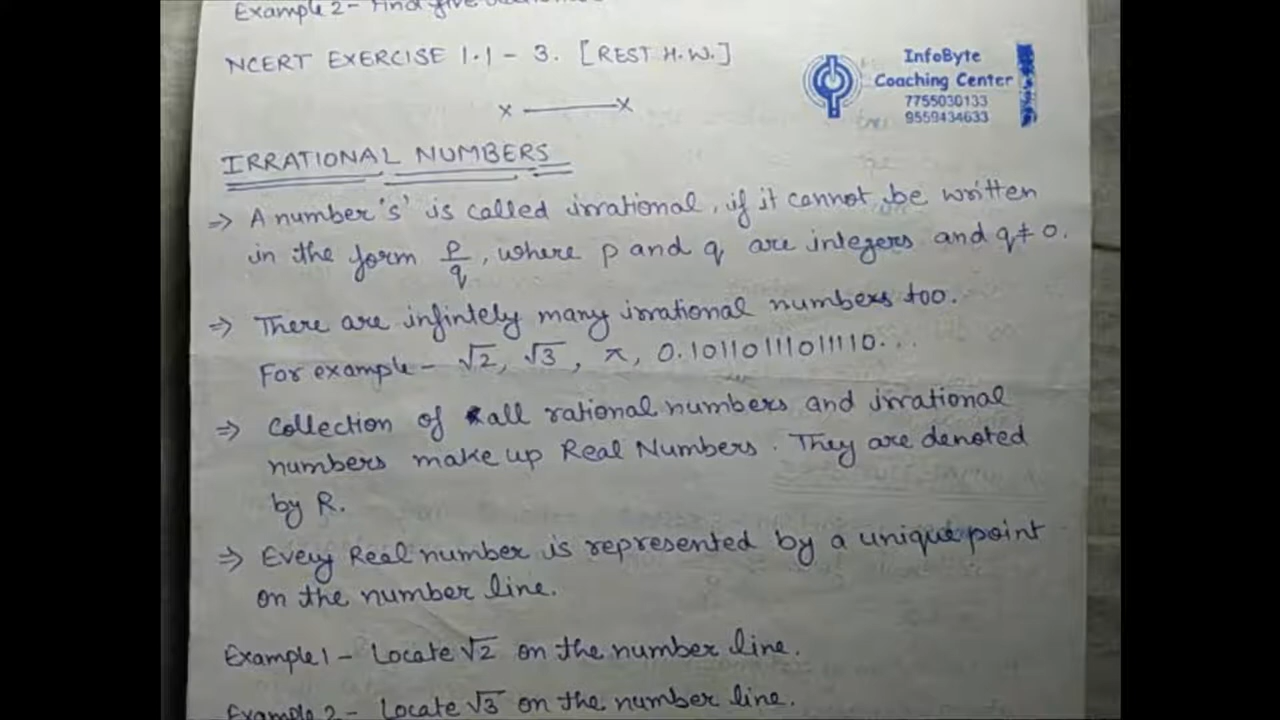 Example 2- Find five
NCERT EXERCISE 1.1 - 3. [REST H.W.]
InfoByte
Coaching Center
7755030133
9559434633
x ——— x
IRRATIONAL NUMBERS
⇒ A number 's' is called irrational, if it cannot be written
in the form p/q, where p and q are integers and q ≠ 0.
⇒ There are infintely many irrational numbers too.
For example - √2, √3, π, 0.10110111011110...
⇒ Collection of all rational numbers and irrational
numbers make up Real Numbers. They are denoted
by R.
⇒ Every Real number is represented by a unique point
on the number line.
Example 1 - Locate √2 on the number line.
Example 2 - Locate √3 on the number line.